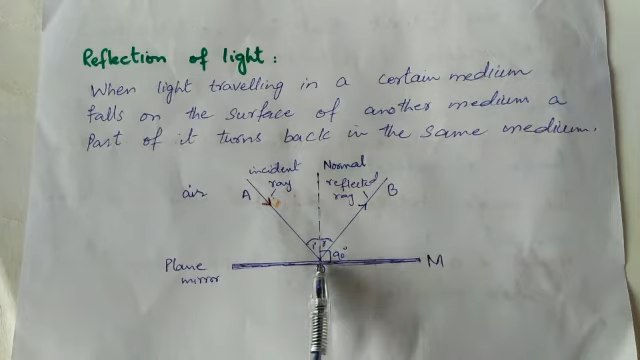 Reflection of light :
When light travelling in a certain medium
falls on the surface of another medium a
Part of it turns back in the same medium.
incident ray
Normal
reflected ray
air
A
B
i r
90°
Plane mirror
M